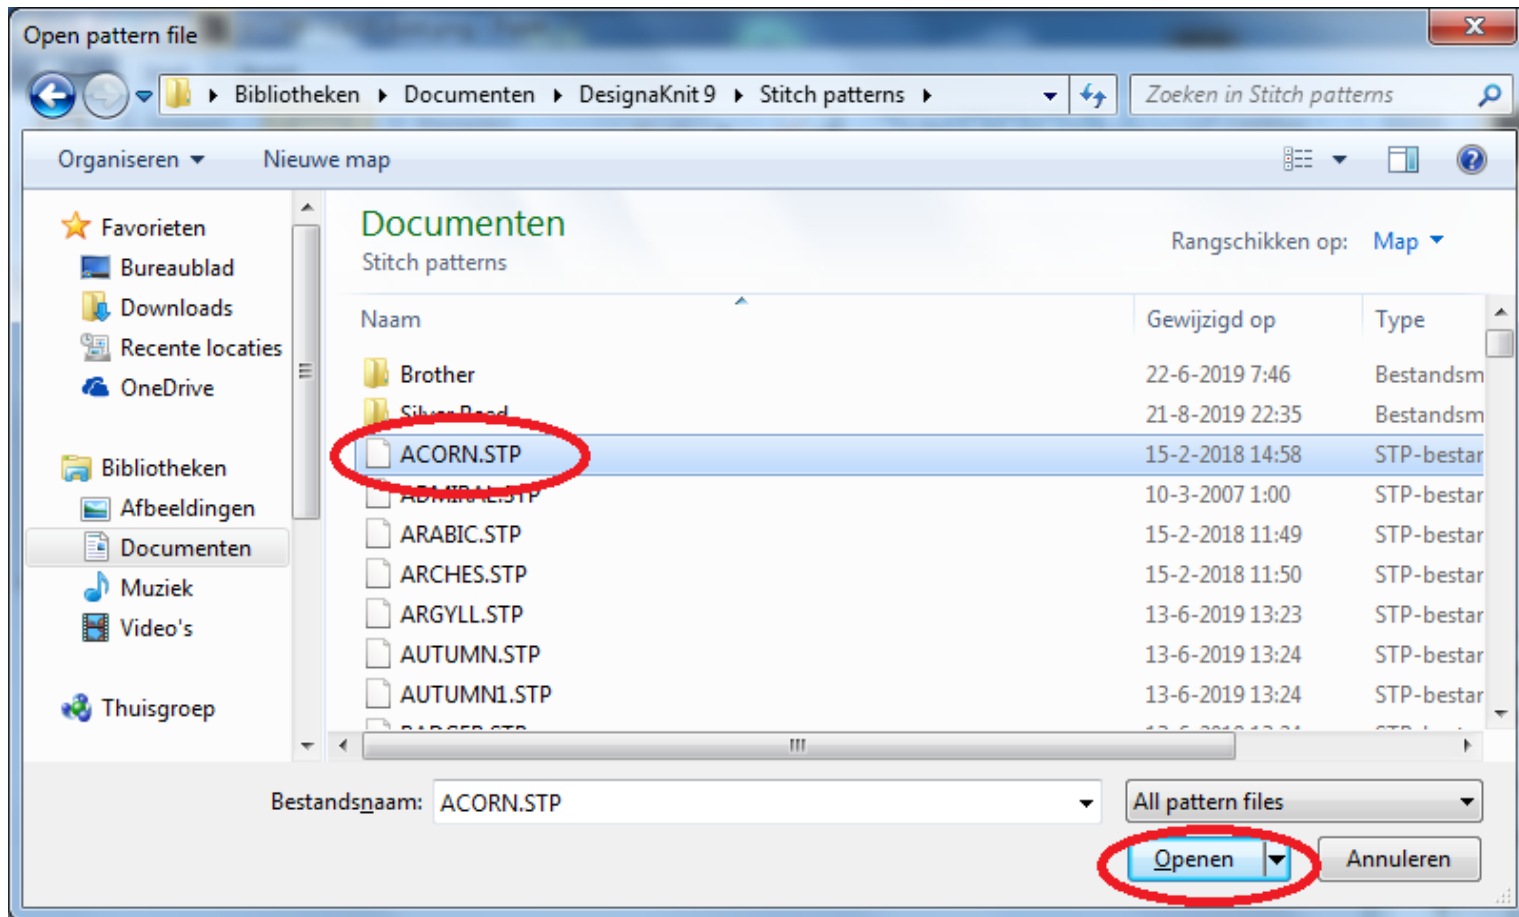 Open pattern file
Bibliotheken Documenten DesignaKnit 9 Stitch patterns
Zoeken in Stitch patterns
Organiseren Nieuwe map
Favorieten
Bureaublad
Downloads
Recente locaties
OneDrive
Bibliotheken
Afbeeldingen
Documenten
Muziek
Video's
Thuisgroep
Documenten
Stitch patterns
Rangschikken op: Map
Naam Gewijzigd op Type
Brother 22-6-2019 7:46 Bestandsm
Silver Reed 21-8-2019 22:35 Bestandsm
ACORN.STP 15-2-2018 14:58 STP-bestar
ADMIRAL.STP 10-3-2007 1:00 STP-bestar
ARABIC.STP 15-2-2018 11:49 STP-bestar
ARCHES.STP 15-2-2018 11:50 STP-bestar
ARGYLL.STP 13-6-2019 13:23 STP-bestar
AUTUMN.STP 13-6-2019 13:24 STP-bestar
AUTUMN1.STP 13-6-2019 13:24 STP-bestar
Bestandsnaam: ACORN.STP All pattern files
Openen Annuleren